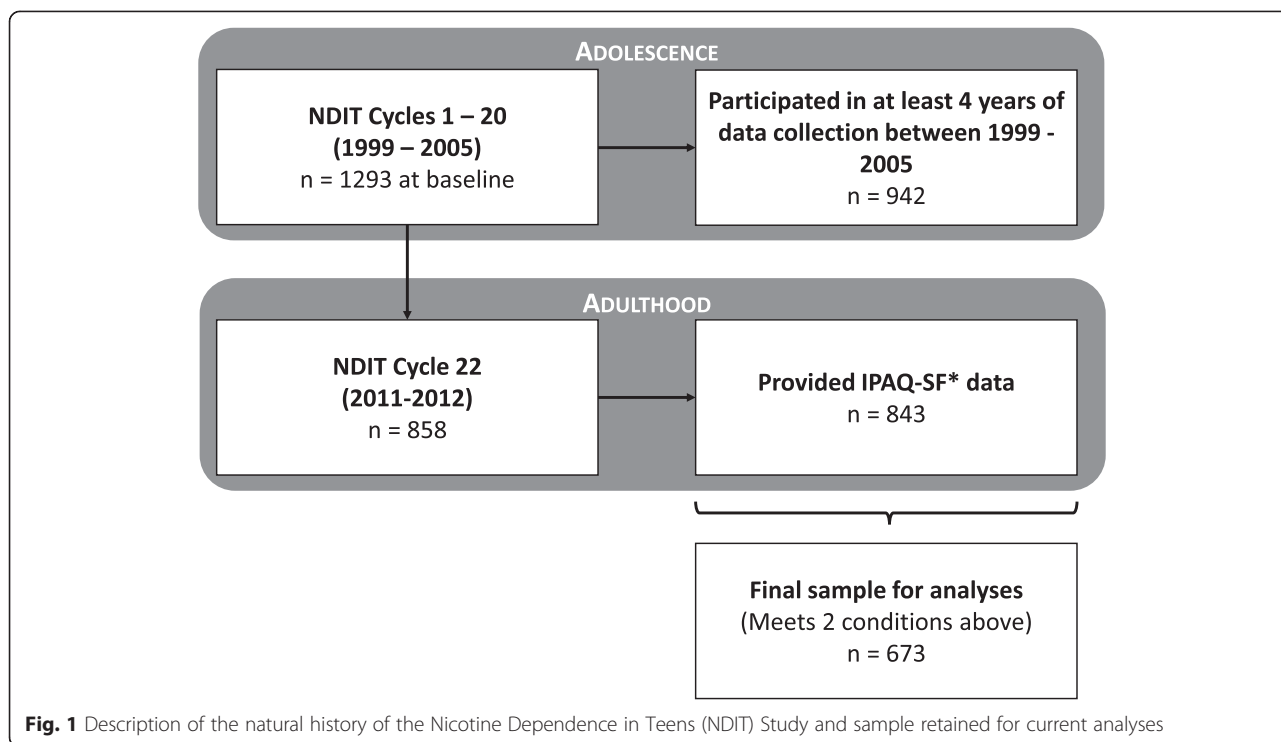 ADOLESCENCE
NDIT Cycles 1 – 20
(1999 – 2005)
n = 1293 at baseline
Participated in at least 4 years of
data collection between 1999 -
2005
n = 942
ADULTHOOD
NDIT Cycle 22
(2011-2012)
n = 858
Provided IPAQ-SF* data
n = 843
Final sample for analyses
(Meets 2 conditions above)
n = 673
Fig. 1 Description of the natural history of the Nicotine Dependence in Teens (NDIT) Study and sample retained for current analyses